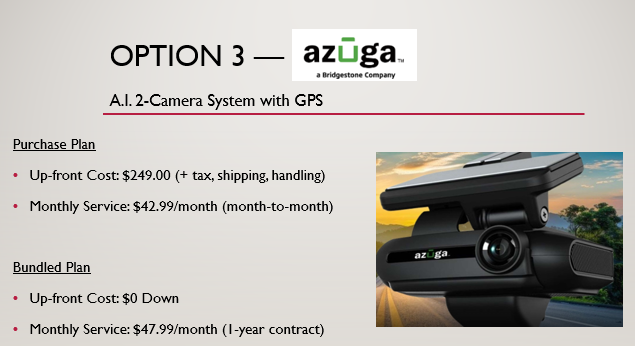 OPTION 3 — azūga™
a Bridgestone Company
A.I. 2-Camera System with GPS
Purchase Plan
• Up-front Cost: $249.00 (+ tax, shipping, handling)
• Monthly Service: $42.99/month (month-to-month)
azūga
Bundled Plan
• Up-front Cost: $0 Down
• Monthly Service: $47.99/month (1-year contract)